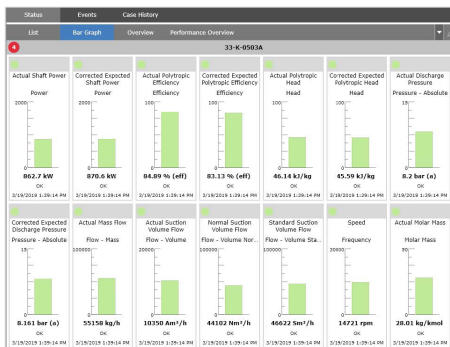 Status Events Case History
List Bar Graph Overview Performance Overview
4 33-K-0503A
Actual Shaft Power Corrected Expected Shaft Power Actual Polytropic Efficiency Corrected Expected Polytropic Efficiency Actual Polytropic Head Corrected Expected Polytropic Head Actual Discharge Pressure
Power Power Efficiency Efficiency Head Head Pressure - Absolute
2000 2000 100 100 100 100 15
862.7 kW 870.6 kW 84.89 % (eff) 83.13 % (eff) 46.14 kJ/kg 45.59 kJ/kg 8.2 bar (a)
OK OK OK OK OK OK OK
3/19/2019 1:39:14 PM 3/19/2019 1:39:14 PM 3/19/2019 1:39:14 PM 3/19/2019 1:39:14 PM 3/19/2019 1:39:14 PM 3/19/2019 1:39:14 PM 3/19/2019 1:39:14 PM
Corrected Expected Discharge Pressure Actual Mass Flow Actual Suction Volume Flow Normal Suction Volume Flow Standard Suction Volume Flow Speed Actual Molar Mass
Pressure - Absolute Flow - Mass Flow - Volume Flow - Volume Nor... Flow - Volume Sta... Frequency Molar Mass
15 100000 20000 100000 100000 20000 50
8.161 bar (a) 55158 kg/h 10350 Am³/h 44102 Nm³/h 46622 Sm³/h 14721 rpm 28.01 kg/kmol
OK OK OK OK OK OK OK
3/19/2019 1:39:14 PM 3/19/2019 1:39:14 PM 3/19/2019 1:39:14 PM 3/19/2019 1:39:14 PM 3/19/2019 1:39:14 PM 3/19/2019 1:39:14 PM 3/19/2019 1:39:14 PM